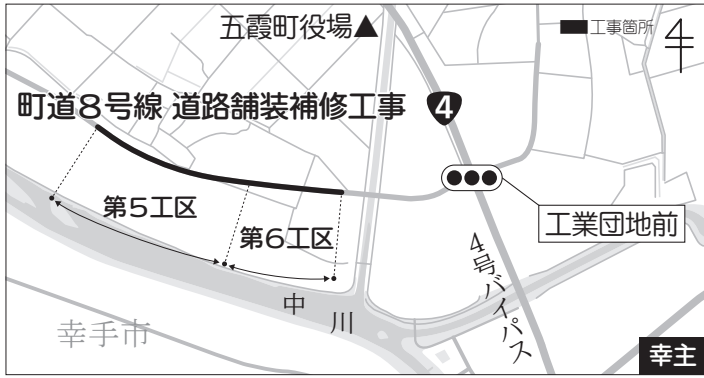 五霞町役場▲
工事箇所
町道８号線 道路舗装補修工事
4
第5工区
第6工区
工業団地前
4号バイパス
中川
幸手市
幸主